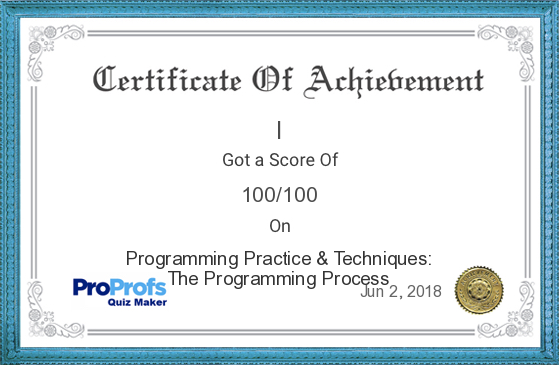 Certificate Of Achievement
|
Got a Score Of
100/100
On
Programming Practice & Techniques:
The Programming Process
ProProfs
Quiz Maker
Jun 2, 2018